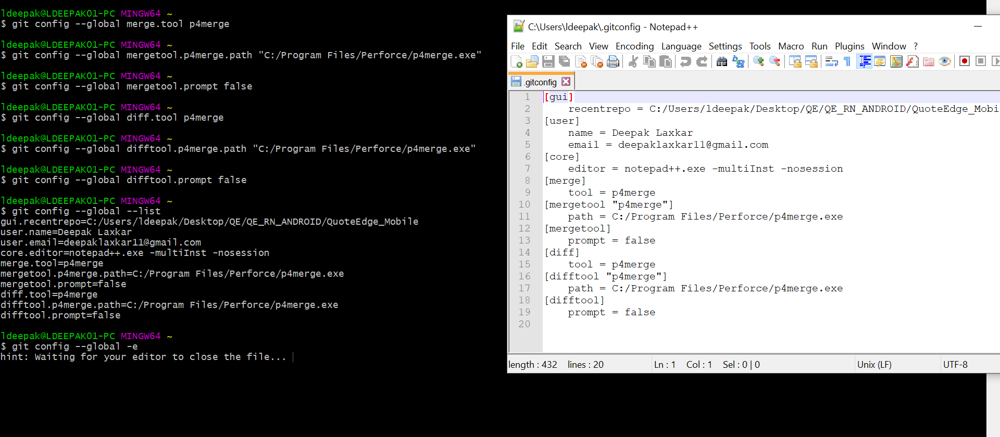 ldeepak@LDEEPAK01-PC MINGW64 ~
$ git config --global merge.tool p4merge
ldeepak@LDEEPAK01-PC MINGW64 ~
$ git config --global mergetool.p4merge.path "C:/Program Files/Perforce/p4merge.exe"
ldeepak@LDEEPAK01-PC MINGW64 ~
$ git config --global mergetool.prompt false
ldeepak@LDEEPAK01-PC MINGW64 ~
$ git config --global diff.tool p4merge
ldeepak@LDEEPAK01-PC MINGW64 ~
$ git config --global difftool.p4merge.path "C:/Program Files/Perforce/p4merge.exe"
ldeepak@LDEEPAK01-PC MINGW64 ~
$ git config --global difftool.prompt false
ldeepak@LDEEPAK01-PC MINGW64 ~
$ git config --global --list
gui.recentrepo=C:/Users/ldeepak/Desktop/QE/QE_RN_ANDROID/QuoteEdge_Mobile
user.name=Deepak Laxkar
user.email=deepaklaxkar11@gmail.com
core.editor=notepad++.exe -multiInst -nosession
merge.tool=p4merge
mergetool.p4merge.path=C:/Program Files/Perforce/p4merge.exe
mergetool.prompt=false
diff.tool=p4merge
difftool.p4merge.path=C:/Program Files/Perforce/p4merge.exe
difftool.prompt=false
ldeepak@LDEEPAK01-PC MINGW64 ~
$ git config --global -e
hint: Waiting for your editor to close the file...
C:\Users\ldeepak\.gitconfig - Notepad++
File Edit Search View Encoding Language Settings Tools Macro Run Plugins Window ?
.gitconfig
1 [gui]
2 recentrepo = C:/Users/ldeepak/Desktop/QE/QE_RN_ANDROID/QuoteEdge_Mobi
3 [user]
4 name = Deepak Laxkar
5 email = deepaklaxkar11@gmail.com
6 [core]
7 editor = notepad++.exe -multiInst -nosession
8 [merge]
9 tool = p4merge
10 [mergetool "p4merge"]
11 path = C:/Program Files/Perforce/p4merge.exe
12 [mergetool]
13 prompt = false
14 [diff]
15 tool = p4merge
16 [difftool "p4merge"]
17 path = C:/Program Files/Perforce/p4merge.exe
18 [difftool]
19 prompt = false
20
length : 432 lines : 20 Ln : 1 Col : 1 Sel : 0 | 0 Unix (LF) UTF-8